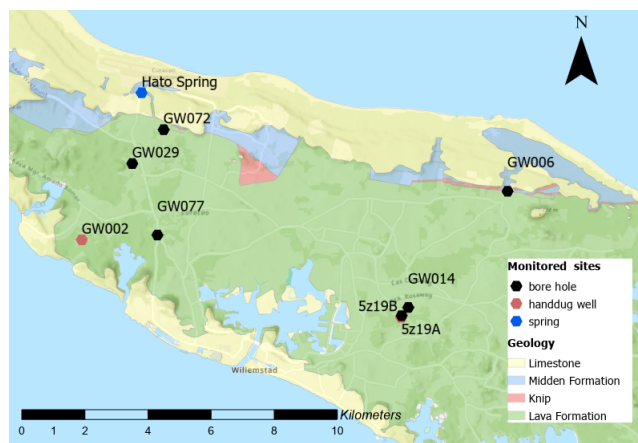 N
Hato Spring
GW072
GW029
GW006
GW077
GW002
GW014
5z19B
5z19A
Willemstad
Monitored sites
bore hole
handdug well
spring
Geology
Limestone
Midden Formation
Knip
Lava Formation
0 2 4 6 8 10 Kilometers